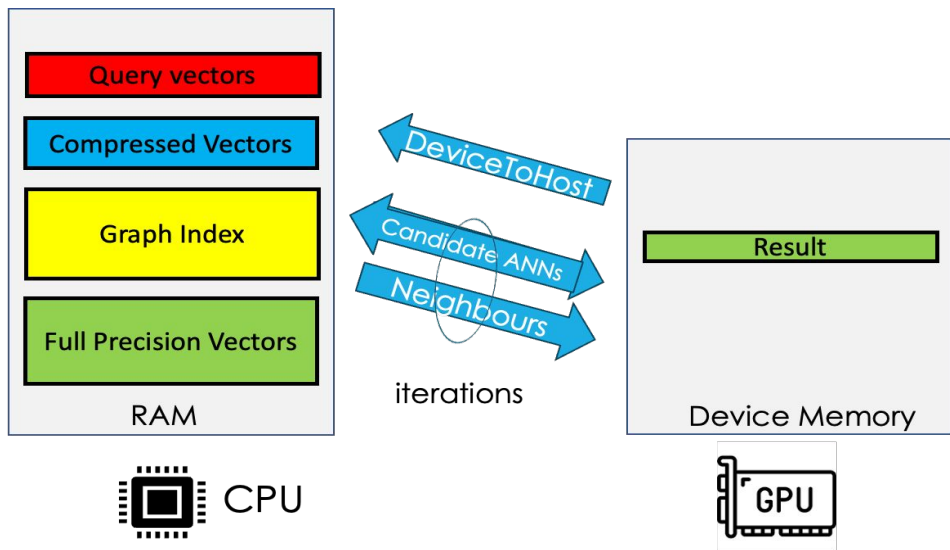 Query vectors
Compressed Vectors
Graph Index
Full Precision Vectors
RAM
CPU
DeviceToHost
Candidate ANNs
Neighbours
iterations
Result
Device Memory
GPU